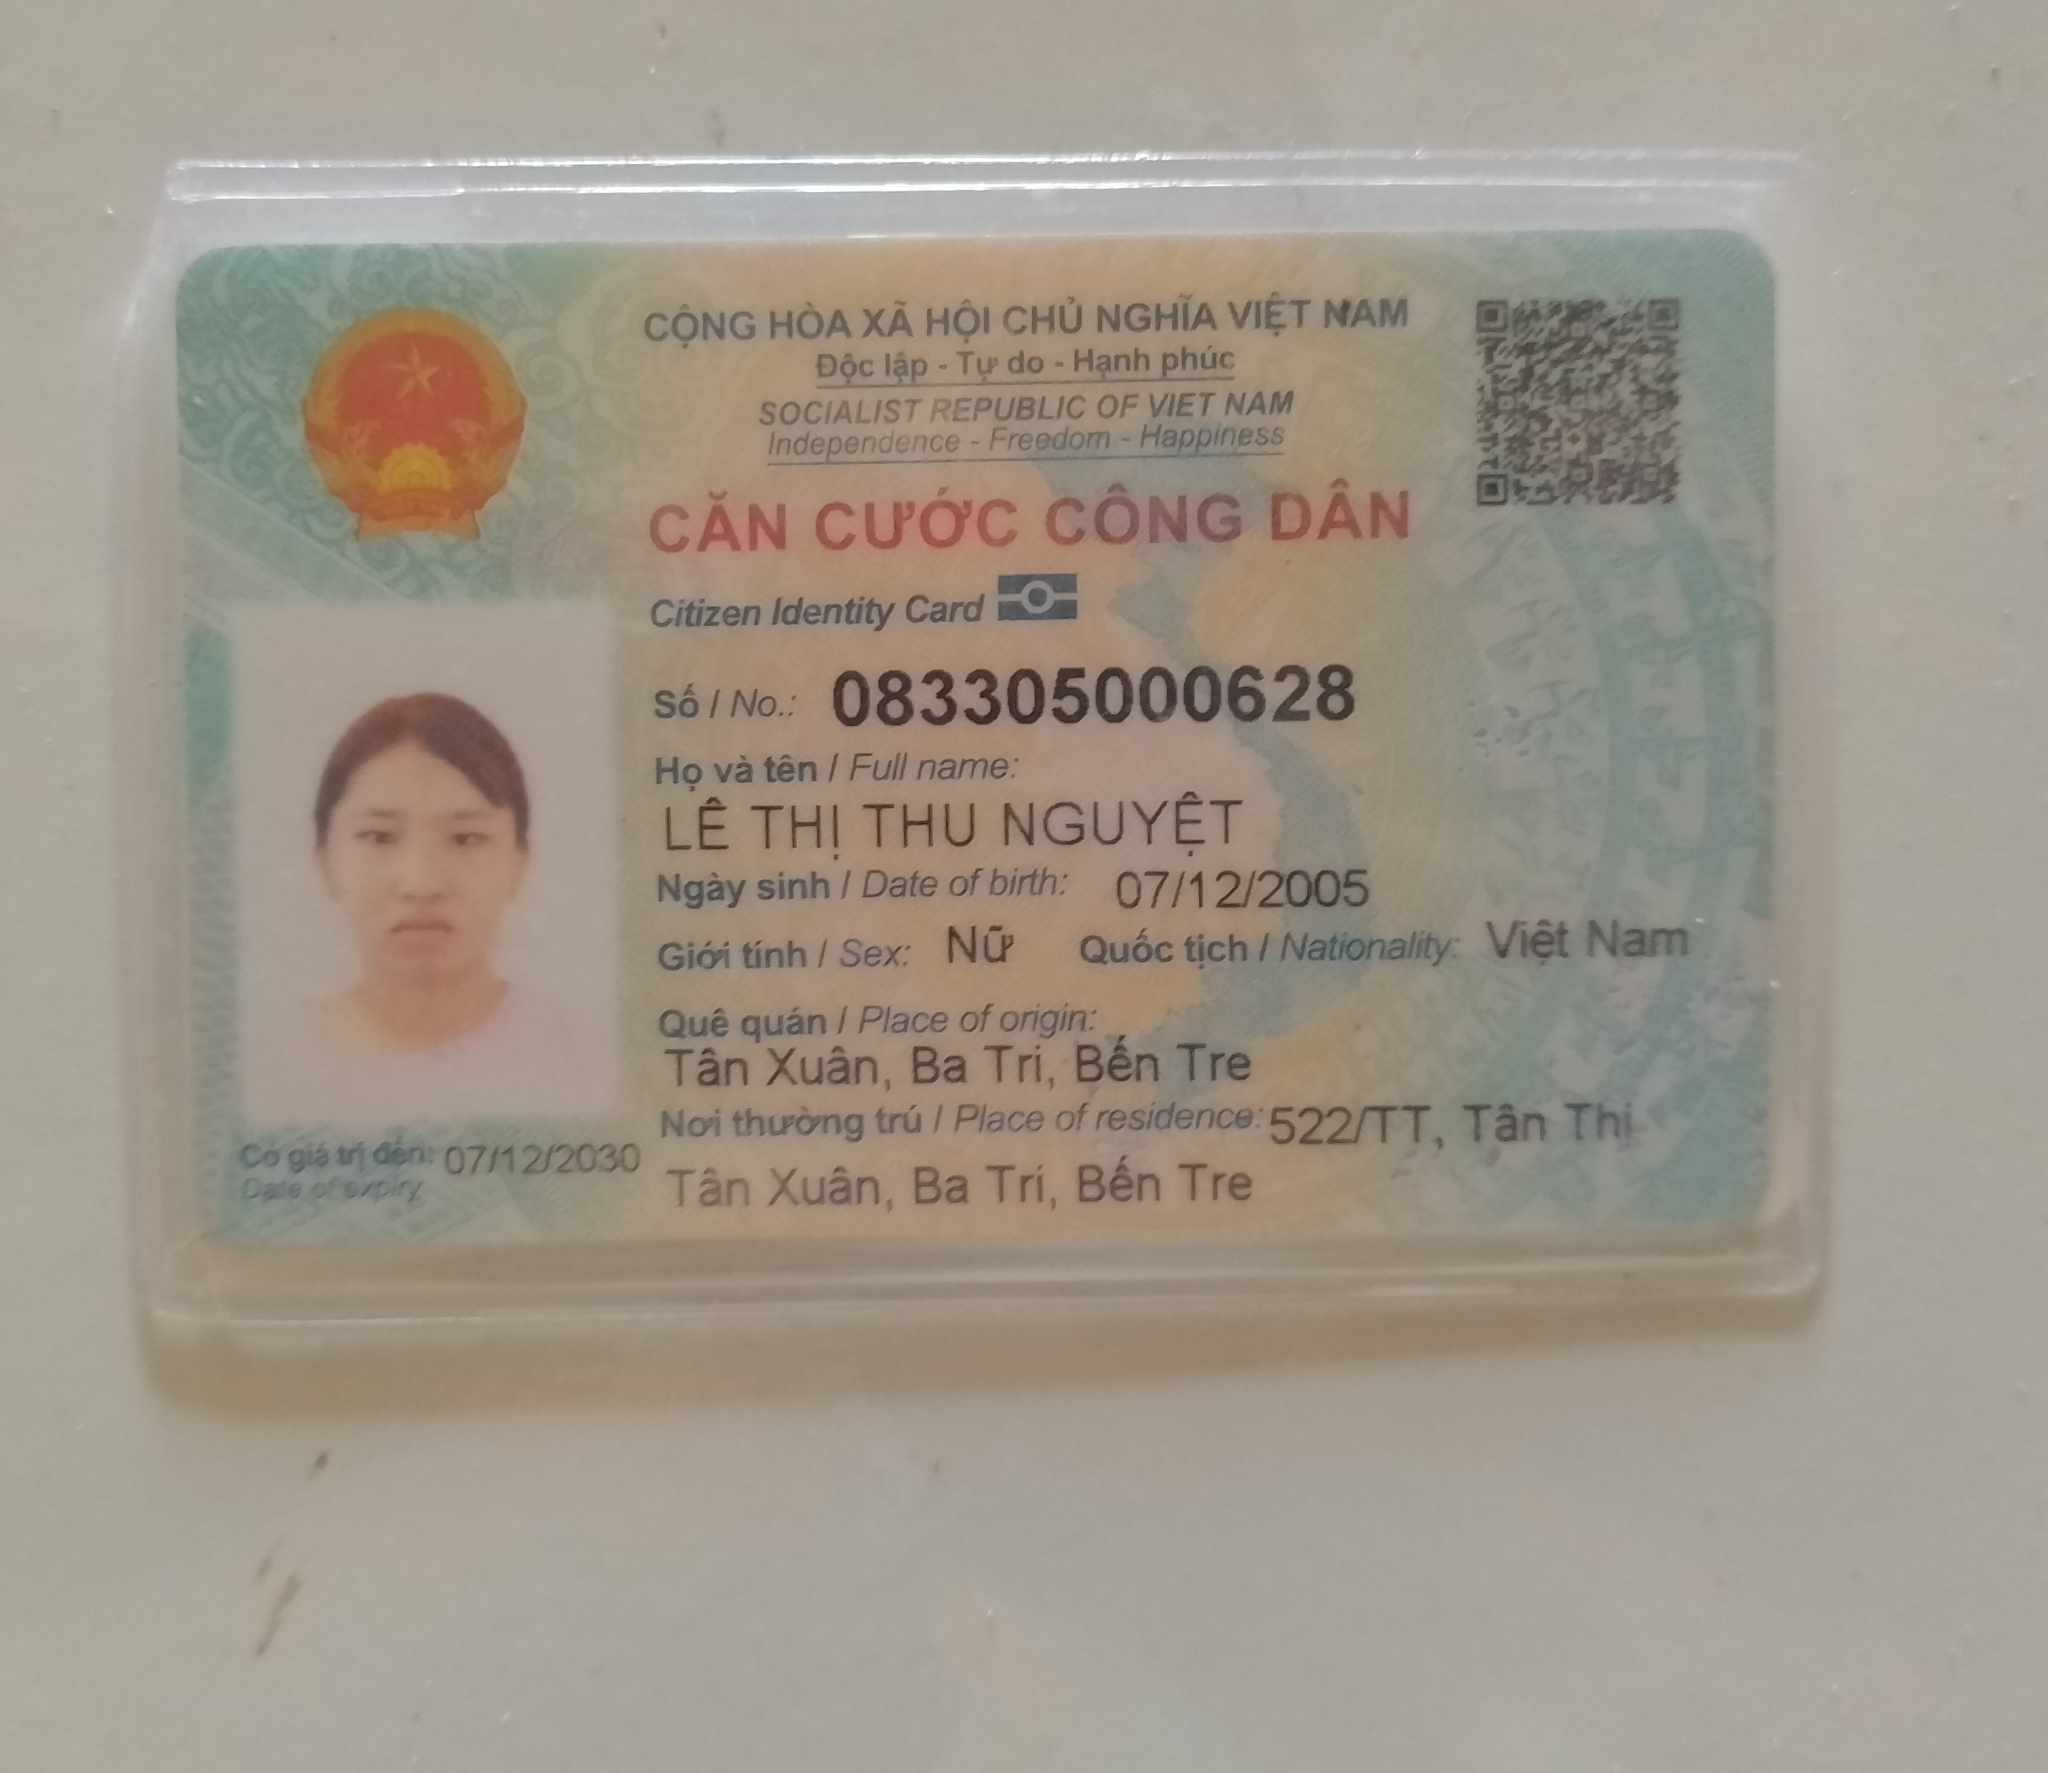 CỘNG HÒA XÃ HỘI CHỦ NGHĨA VIỆT NAM
Độc lập - Tự do - Hạnh phúc
SOCIALIST REPUBLIC OF VIET NAM
Independence - Freedom - Happiness
CĂN CƯỚC CÔNG DÂN
Citizen Identity Card
Số / No.: 083305000628
Họ và tên / Full name:
LÊ THỊ THU NGUYỆT
Ngày sinh / Date of birth: 07/12/2005
Giới tính / Sex: Nữ Quốc tịch / Nationality: Việt Nam
Quê quán / Place of origin:
Tân Xuân, Ba Tri, Bến Tre
Nơi thường trú / Place of residence: 522/TT, Tân Thị
Tân Xuân, Ba Tri, Bến Tre
Có giá trị đến: 07/12/2030
Date of expiry